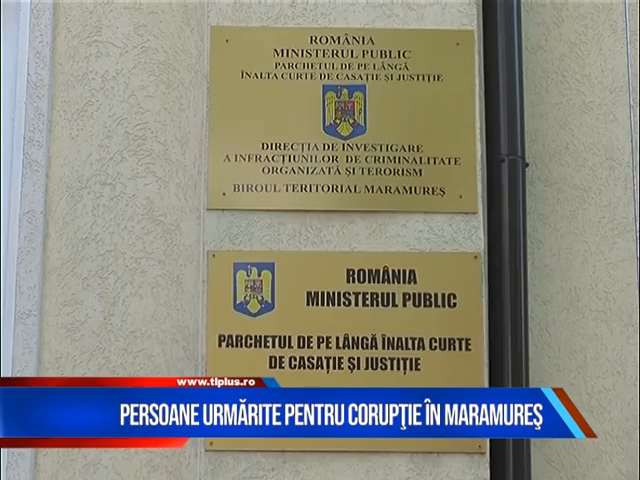 ROMÂNIA
MINISTERUL PUBLIC
PARCHETUL DE PE LÂNGĂ
ÎNALTA CURTE DE CASAȚIE ȘI JUSTIȚIE
DIRECȚIA DE INVESTIGARE
A INFRACȚIUNILOR DE CRIMINALITATE
ORGANIZATĂ ȘI TERORISM
BIROUL TERITORIAL MARAMUREȘ
ROMÂNIA
MINISTERUL PUBLIC
PARCHETUL DE PE LÂNGĂ ÎNALTA CURTE
DE CASAȚIE ȘI JUSTIȚIE
www.tlplus.ro
PERSOANE URMĂRITE PENTRU CORUPŢIE ÎN MARAMUREŞ